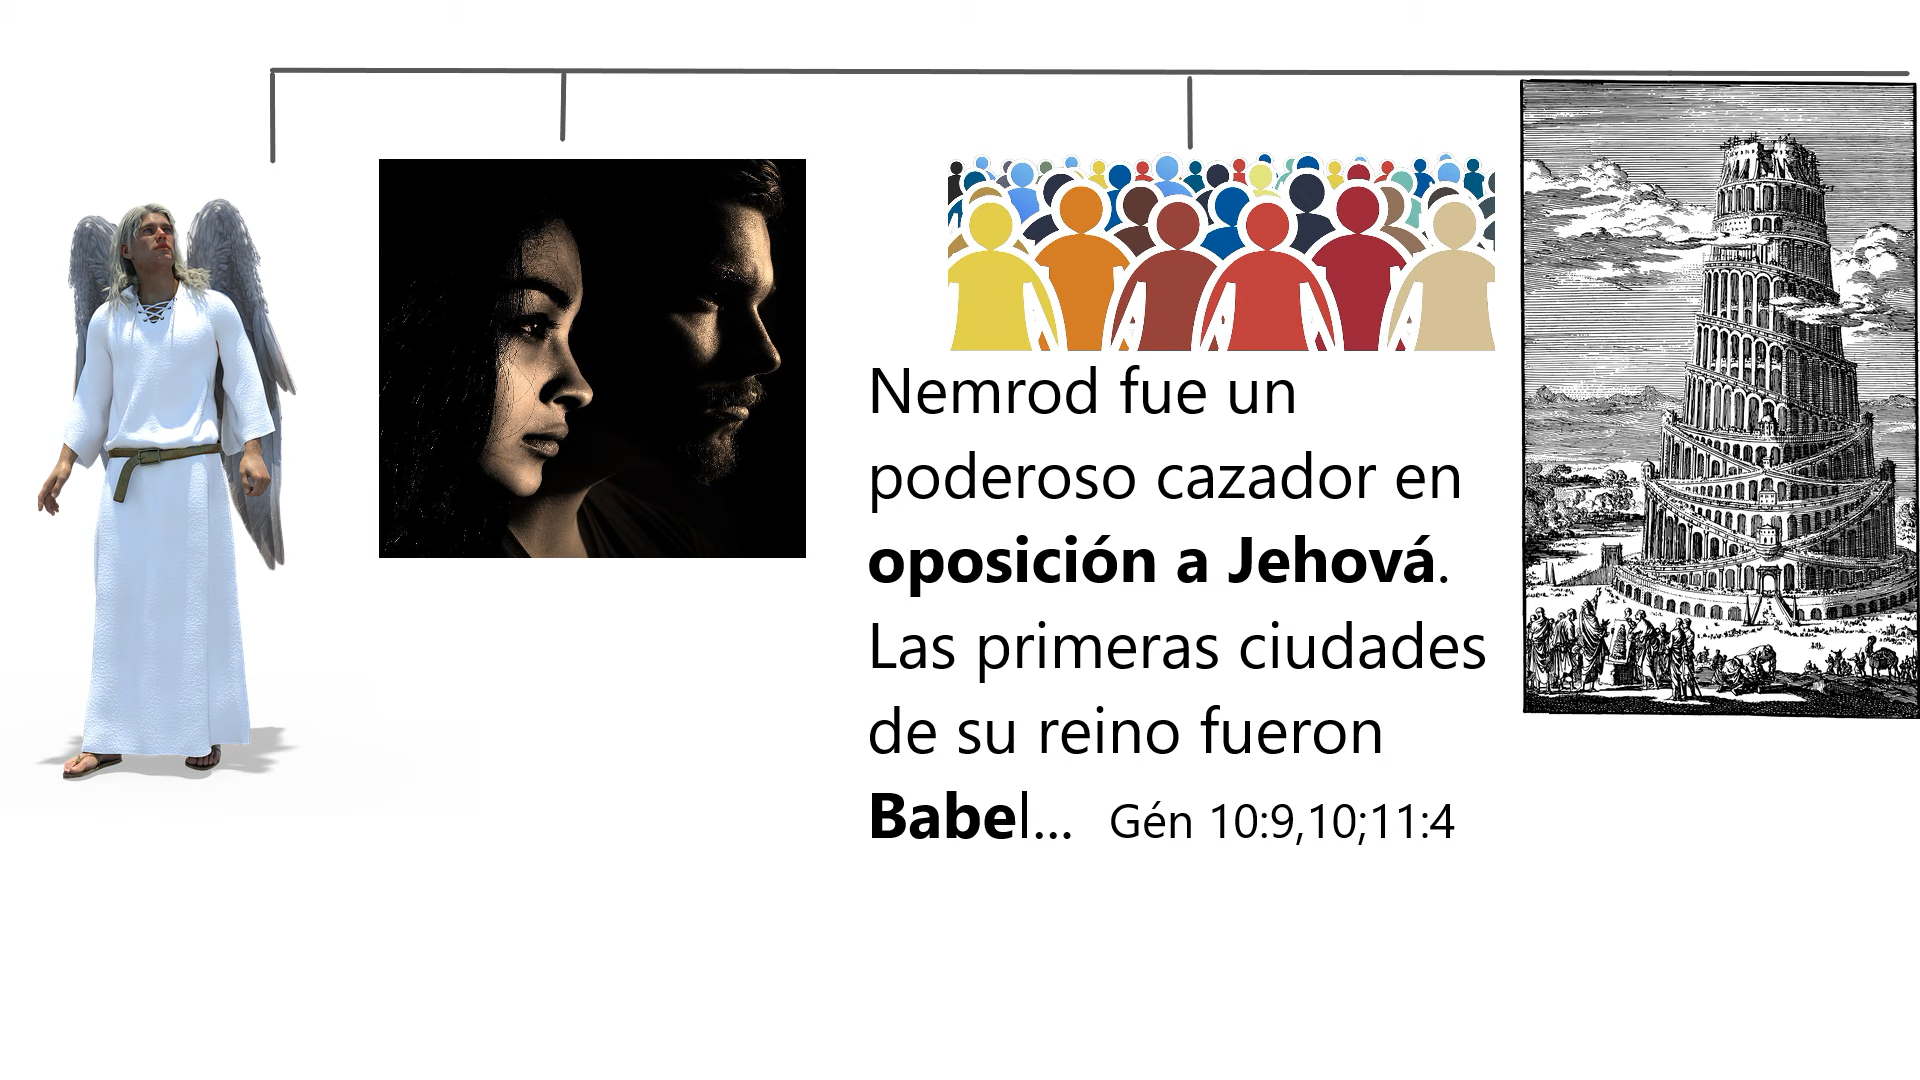 Nemrod fue un
poderoso cazador en
oposición a Jehová.
Las primeras ciudades
de su reino fueron
Babel... Gén 10:9,10;11:4